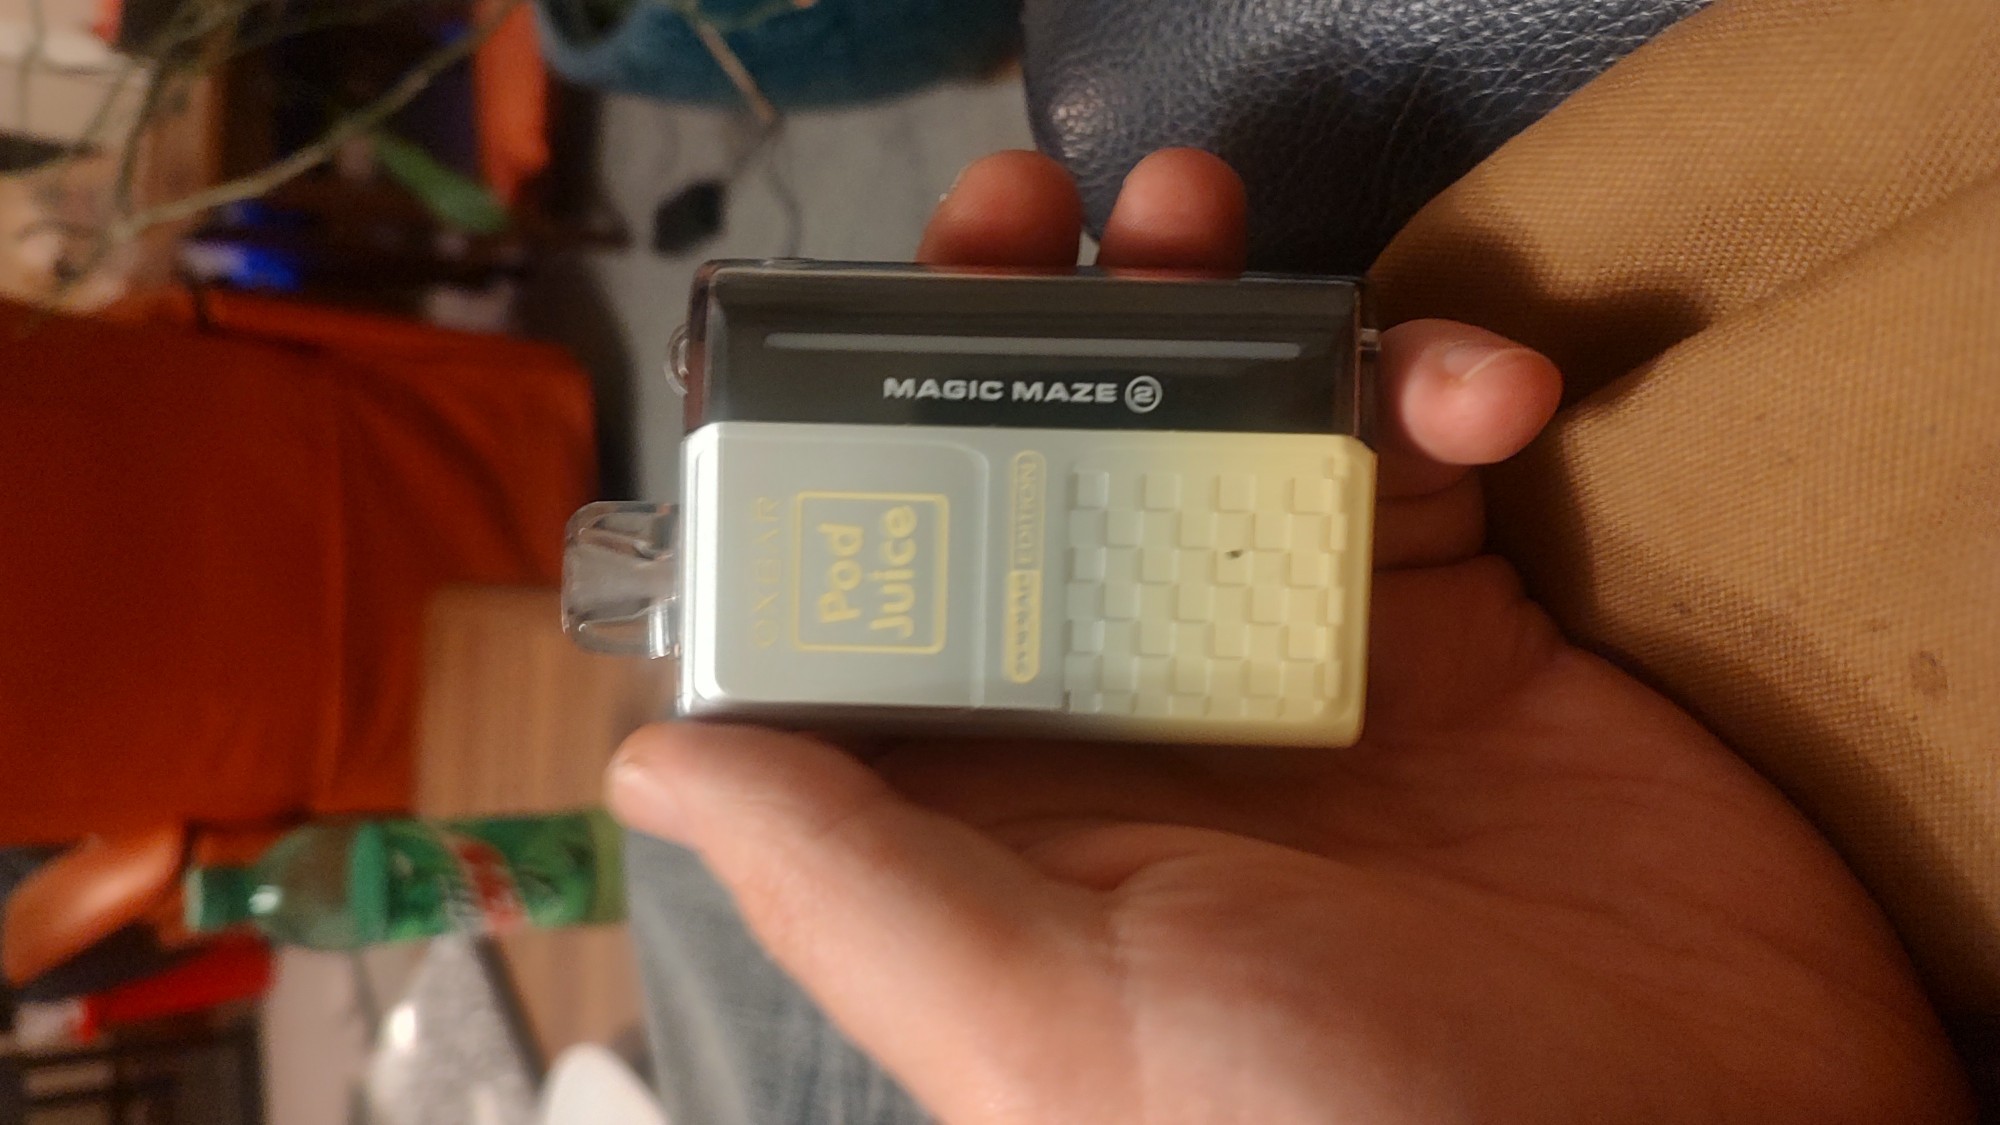 MAGIC MAZE 2
OXBAR
Pod
Juice
EDITION